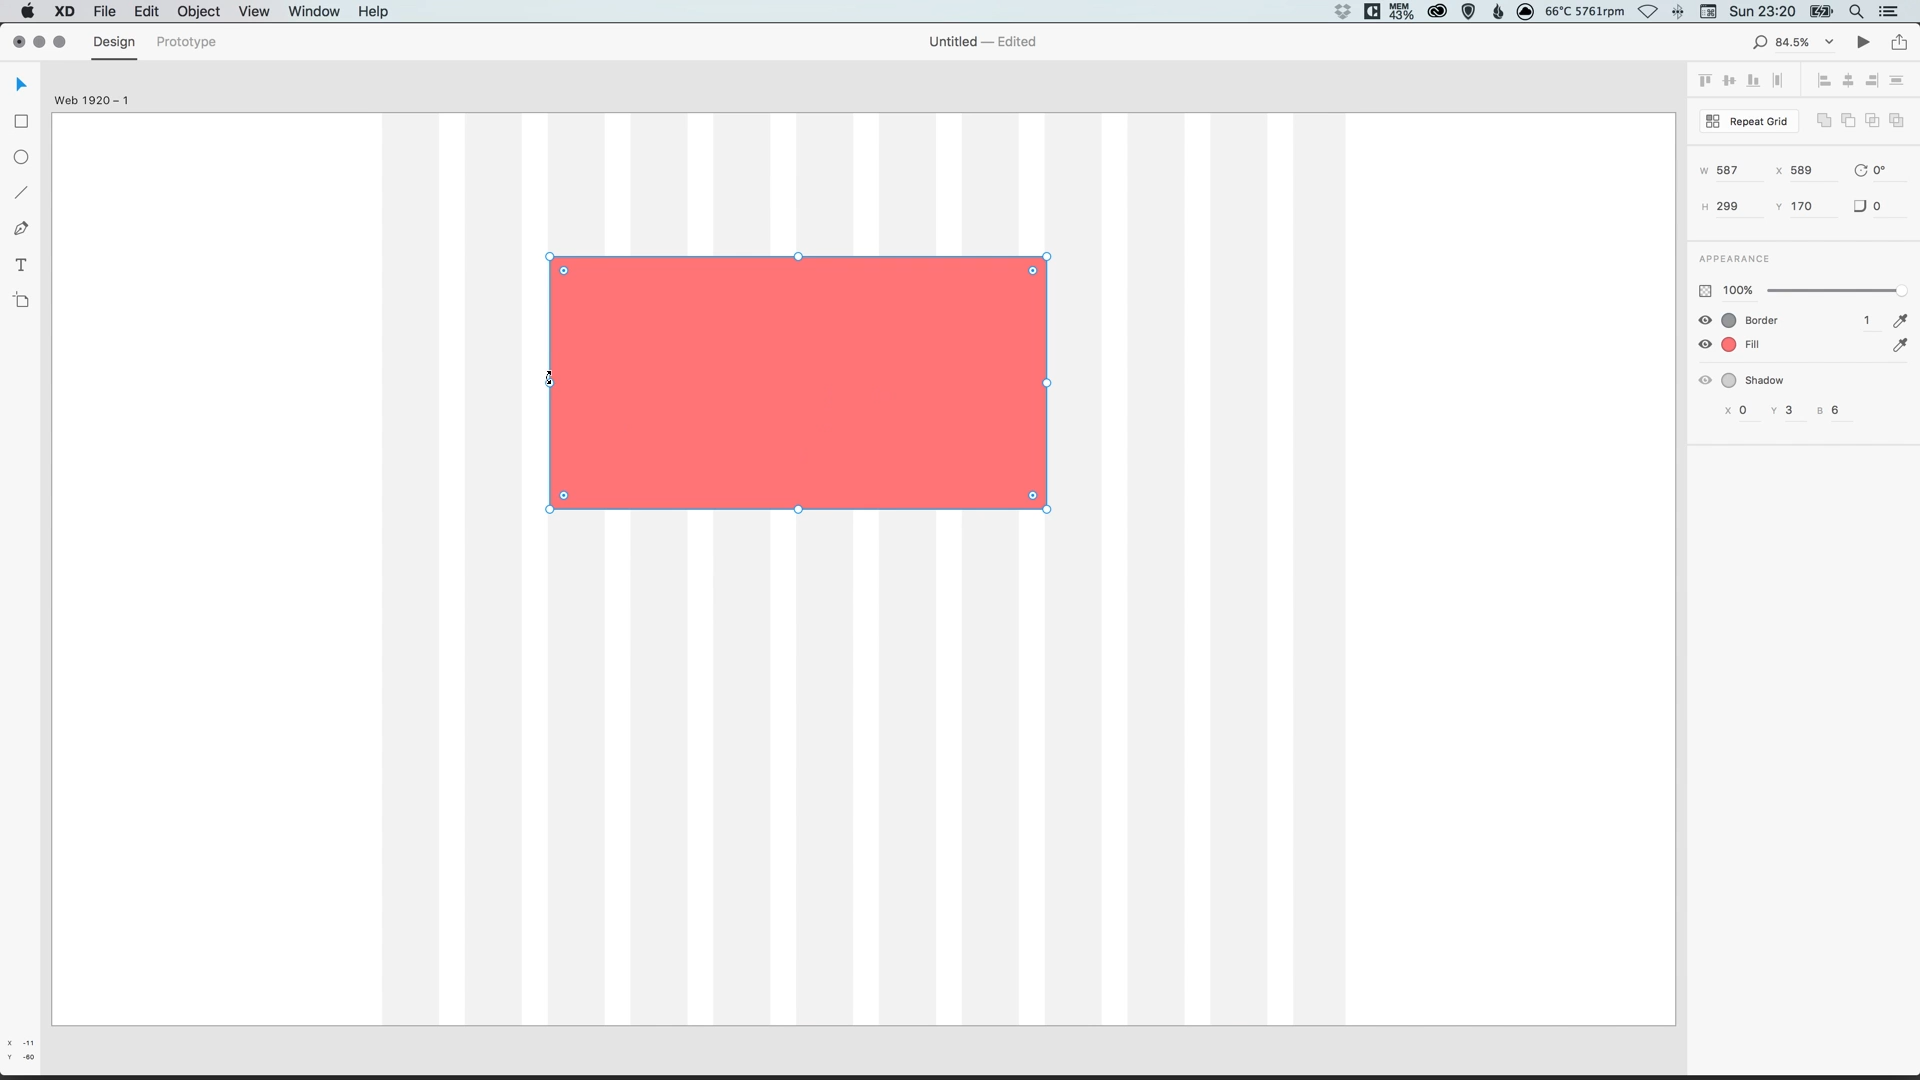 XD File Edit Object View Window Help
MEM 43% 66°C 5761rpm Sun 23:20
Design Prototype
Untitled — Edited
84.5%
Web 1920 – 1
Repeat Grid
W 587 X 589 0°
H 299 Y 170 0
APPEARANCE
100%
Border 1
Fill
Shadow
X 0 Y 3 B 6
T
X -11
Y -60